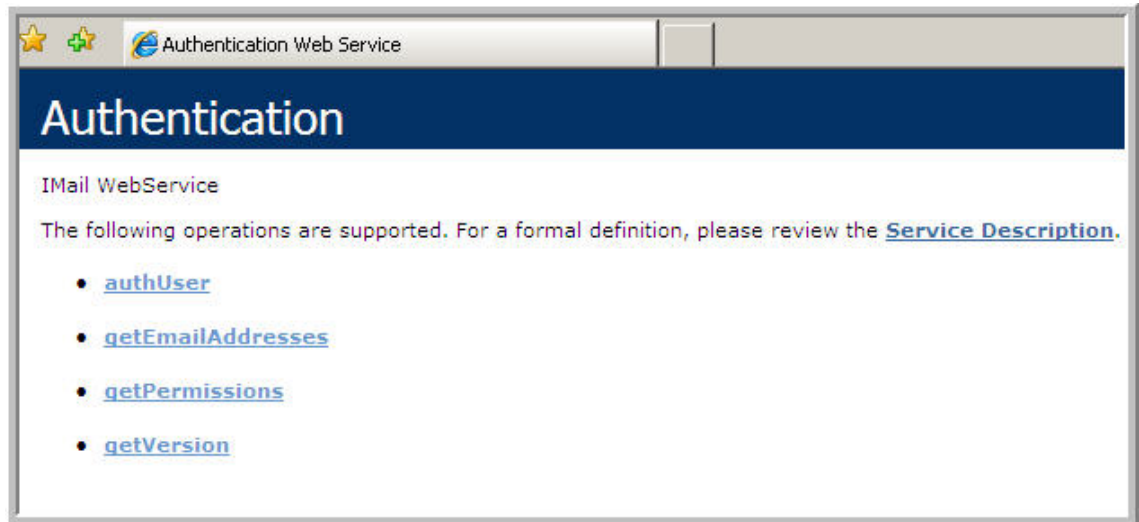 Authentication Web Service
Authentication
IMail WebService
The following operations are supported. For a formal definition, please review the Service Description.
authUser
getEmailAddresses
getPermissions
getVersion